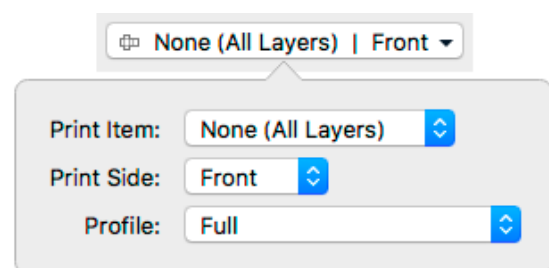 None (All Layers) | Front
Print Item: None (All Layers)
Print Side: Front
Profile: Full